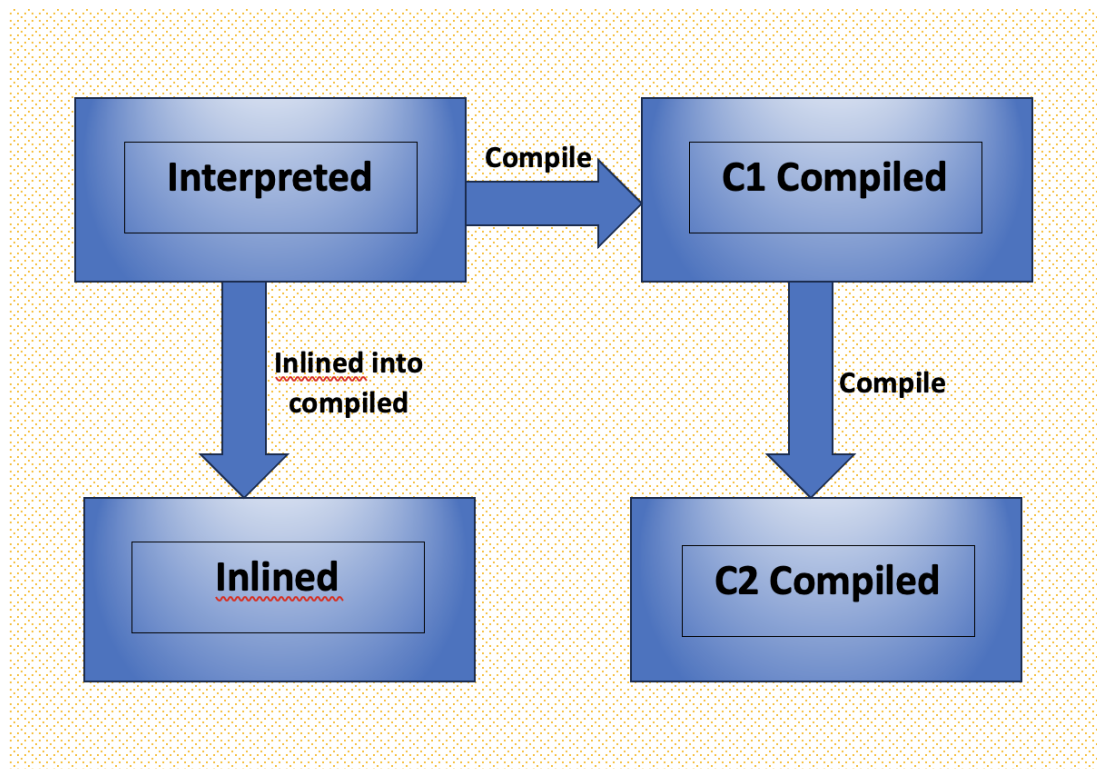 Interpreted
Compile
C1 Compiled
Inlined into
compiled
Compile
Inlined
C2 Compiled